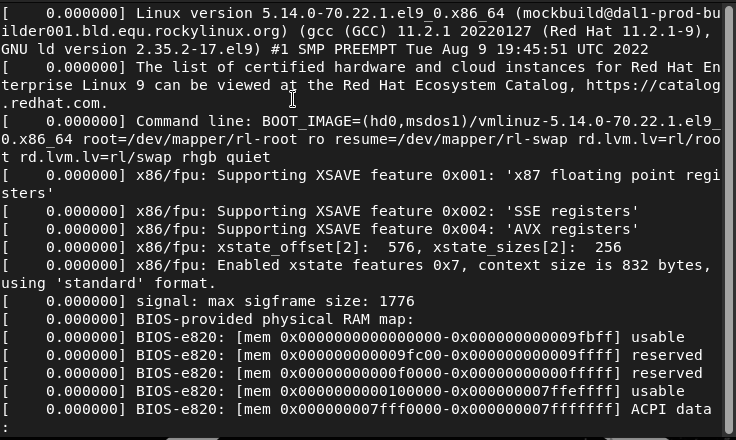 [    0.000000] Linux version 5.14.0-70.22.1.el9_0.x86_64 (mockbuild@dal1-prod-bu
ilder001.bld.equ.rockylinux.org) (gcc (GCC) 11.2.1 20220127 (Red Hat 11.2.1-9),
GNU ld version 2.35.2-17.el9) #1 SMP PREEMPT Tue Aug 9 19:45:51 UTC 2022
[    0.000000] The list of certified hardware and cloud instances for Red Hat En
terprise Linux 9 can be viewed at the Red Hat Ecosystem Catalog, https://catalog
.redhat.com.
[    0.000000] Command line: BOOT_IMAGE=(hd0,msdos1)/vmlinuz-5.14.0-70.22.1.el9_
0.x86_64 root=/dev/mapper/rl-root ro resume=/dev/mapper/rl-swap rd.lvm.lv=rl/roo
t rd.lvm.lv=rl/swap rhgb quiet
[    0.000000] x86/fpu: Supporting XSAVE feature 0x001: 'x87 floating point regi
sters'
[    0.000000] x86/fpu: Supporting XSAVE feature 0x002: 'SSE registers'
[    0.000000] x86/fpu: Supporting XSAVE feature 0x004: 'AVX registers'
[    0.000000] x86/fpu: xstate_offset[2]:  576, xstate_sizes[2]:  256
[    0.000000] x86/fpu: Enabled xstate features 0x7, context size is 832 bytes,
using 'standard' format.
[    0.000000] signal: max sigframe size: 1776
[    0.000000] BIOS-provided physical RAM map:
[    0.000000] BIOS-e820: [mem 0x0000000000000000-0x000000000009fbff] usable
[    0.000000] BIOS-e820: [mem 0x000000000009fc00-0x000000000009ffff] reserved
[    0.000000] BIOS-e820: [mem 0x00000000000f0000-0x00000000000fffff] reserved
[    0.000000] BIOS-e820: [mem 0x0000000000100000-0x000000007ffeffff] usable
[    0.000000] BIOS-e820: [mem 0x000000007fff0000-0x000000007fffffff] ACPI data
: